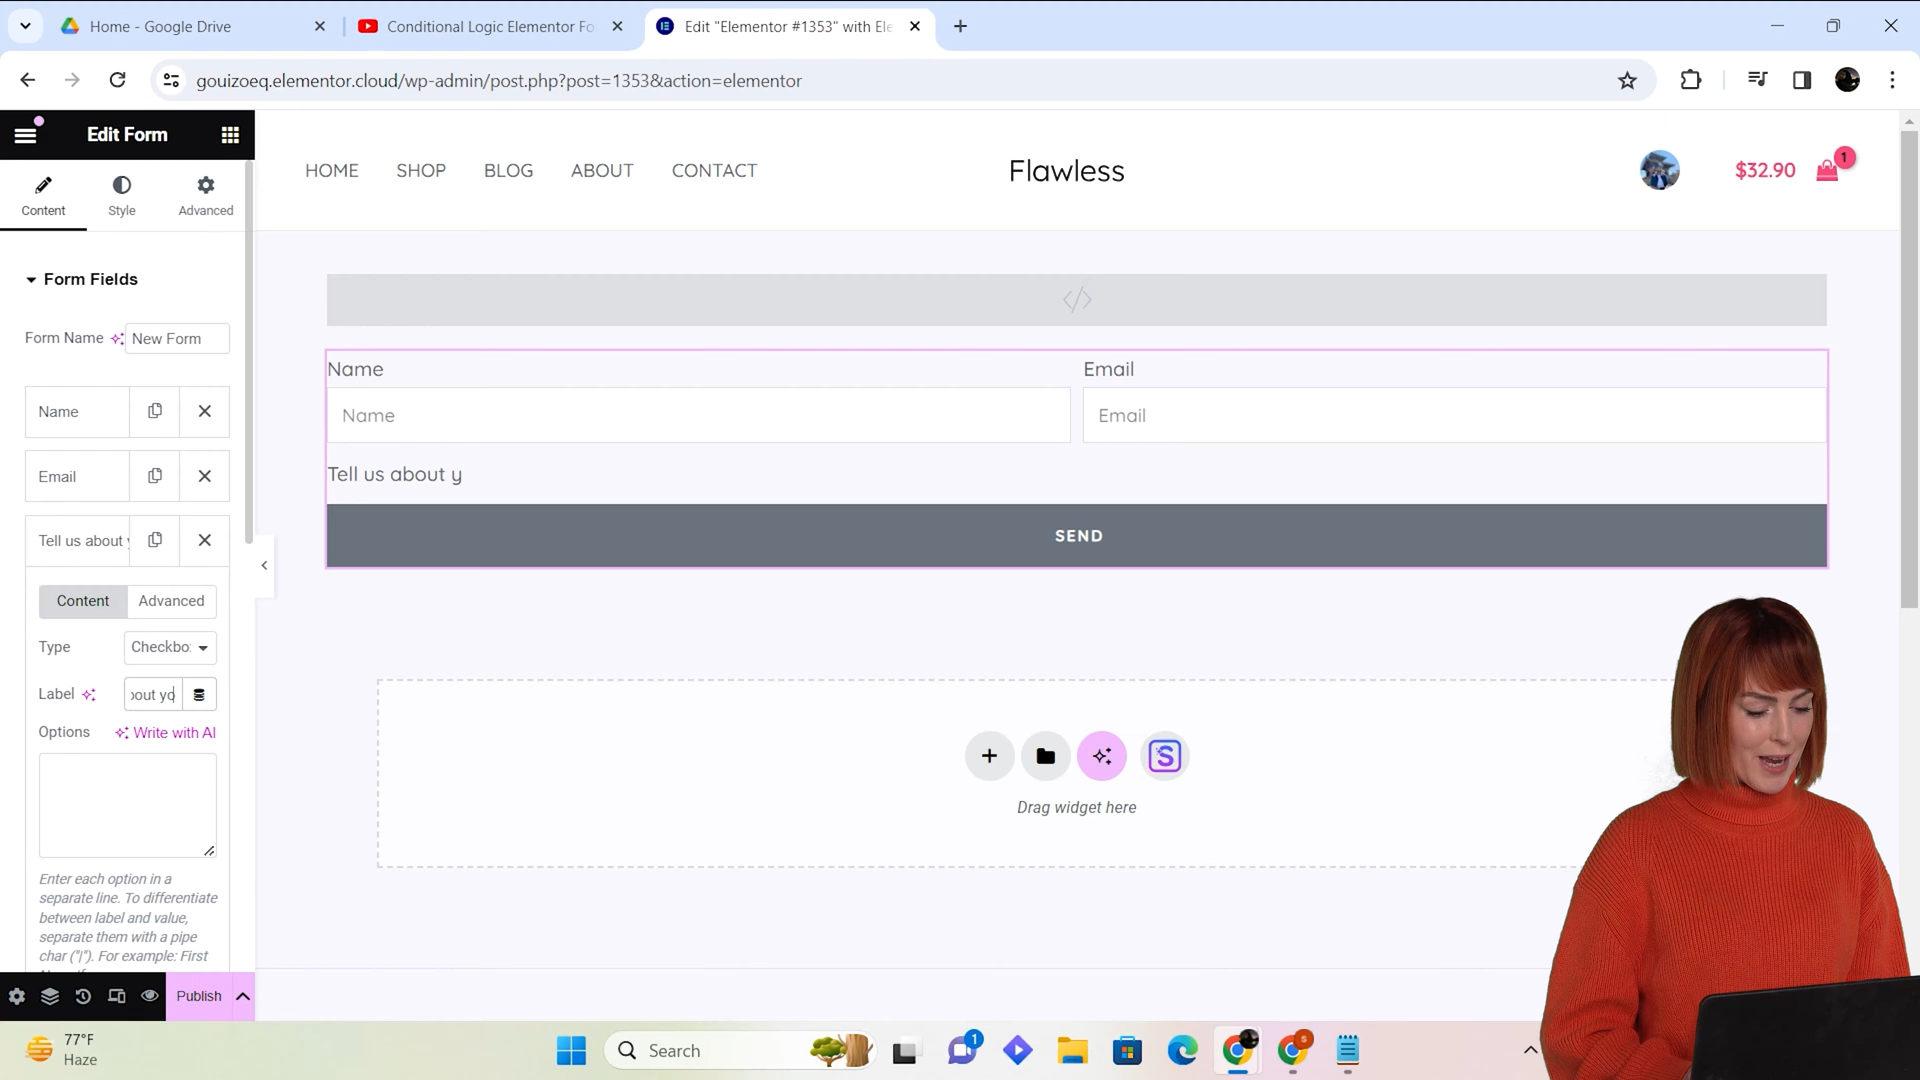 Home - Google Drive
Conditional Logic Elementor Fo
Edit "Elementor #1353" with Ele
gouizoeq.elementor.cloud/wp-admin/post.php?post=1353&action=elementor
Edit Form
HOME SHOP BLOG ABOUT CONTACT
Flawless
$32.90
1
Content Style Advanced
Form Fields
Form Name
New Form
Name
Email
Tell us about y
Content Advanced
Type
Checkbo
Label
bout yo
Options
Write with AI
Enter each option in a
separate line. To differentiate
between label and value,
separate them with a pipe
char ("|"). For example: First
Publish
Name
Name
Email
Email
Tell us about y
SEND
S
Drag widget here
77°F
Haze
Search
1